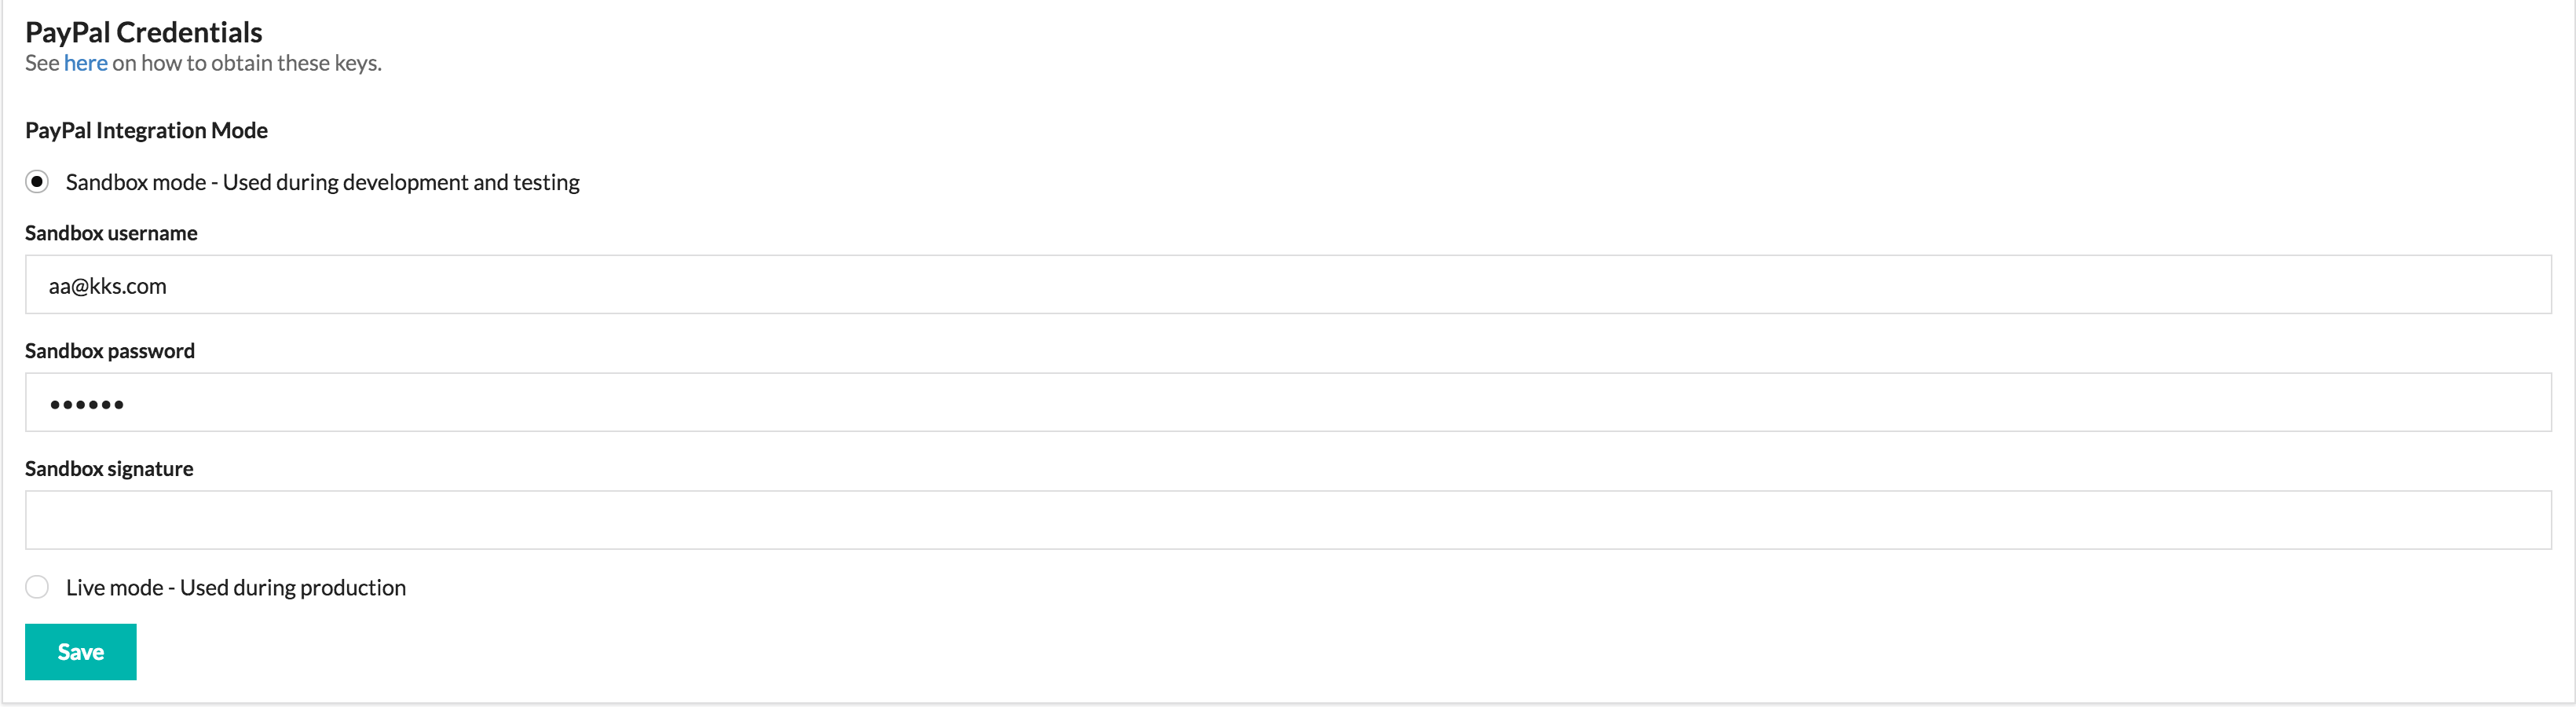 PayPal Credentials
See here on how to obtain these keys.
PayPal Integration Mode
Sandbox mode - Used during development and testing
Sandbox username
aa@kks.com
Sandbox password
••••••
Sandbox signature
Live mode - Used during production
Save